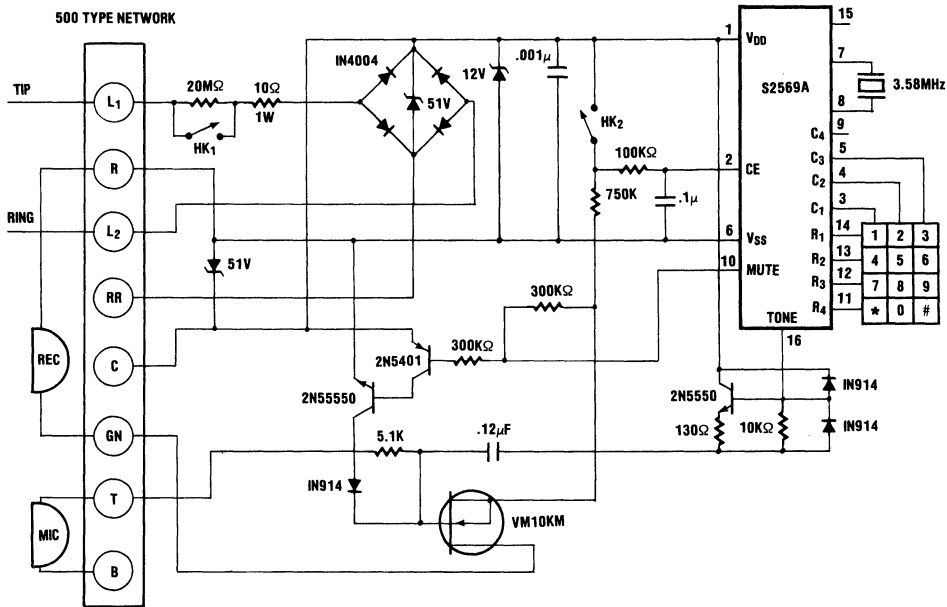 500 TYPE NETWORK
TIP
L1
20MΩ
10Ω
1W
HK1
IN4004
51V
12V
.001μ
HK2
100KΩ
750K
.1μ
1
VDD
S2569A
15
7
8
3.58MHz
9
C4
5
C3
4
C2
3
C1
2
CE
6
VSS
10
MUTE
14
R1
13
R2
12
R3
11
R4
1 2 3
4 5 6
7 8 9
* 0 #
TONE
16
R
RING
L2
51V
RR
300KΩ
300KΩ
REC
C
2N5401
2N55550
2N5550
IN914
IN914
130Ω
10KΩ
GN
5.1K
.12μF
IN914
T
VM10KM
MIC
B